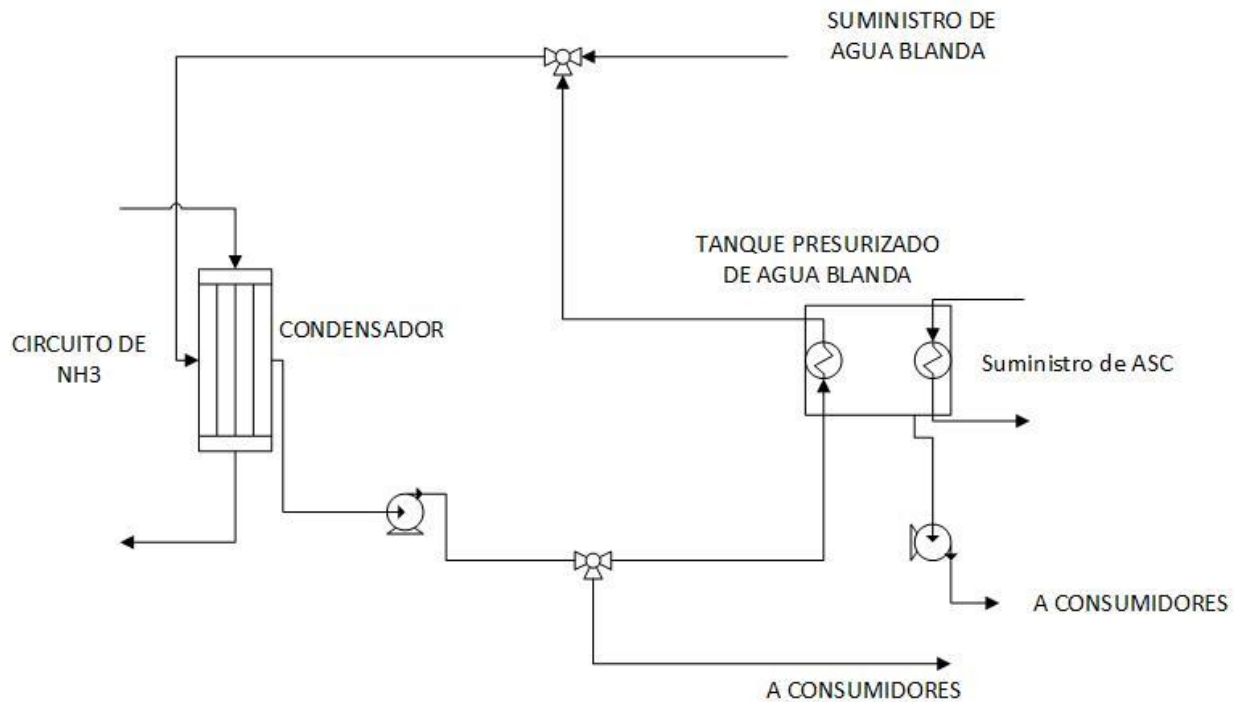 SUMINISTRO DE
AGUA BLANDA
TANQUE PRESURIZADO
DE AGUA BLANDA
CONDENSADOR
CIRCUITO DE
NH3
Suministro de ASC
A CONSUMIDORES
A CONSUMIDORES